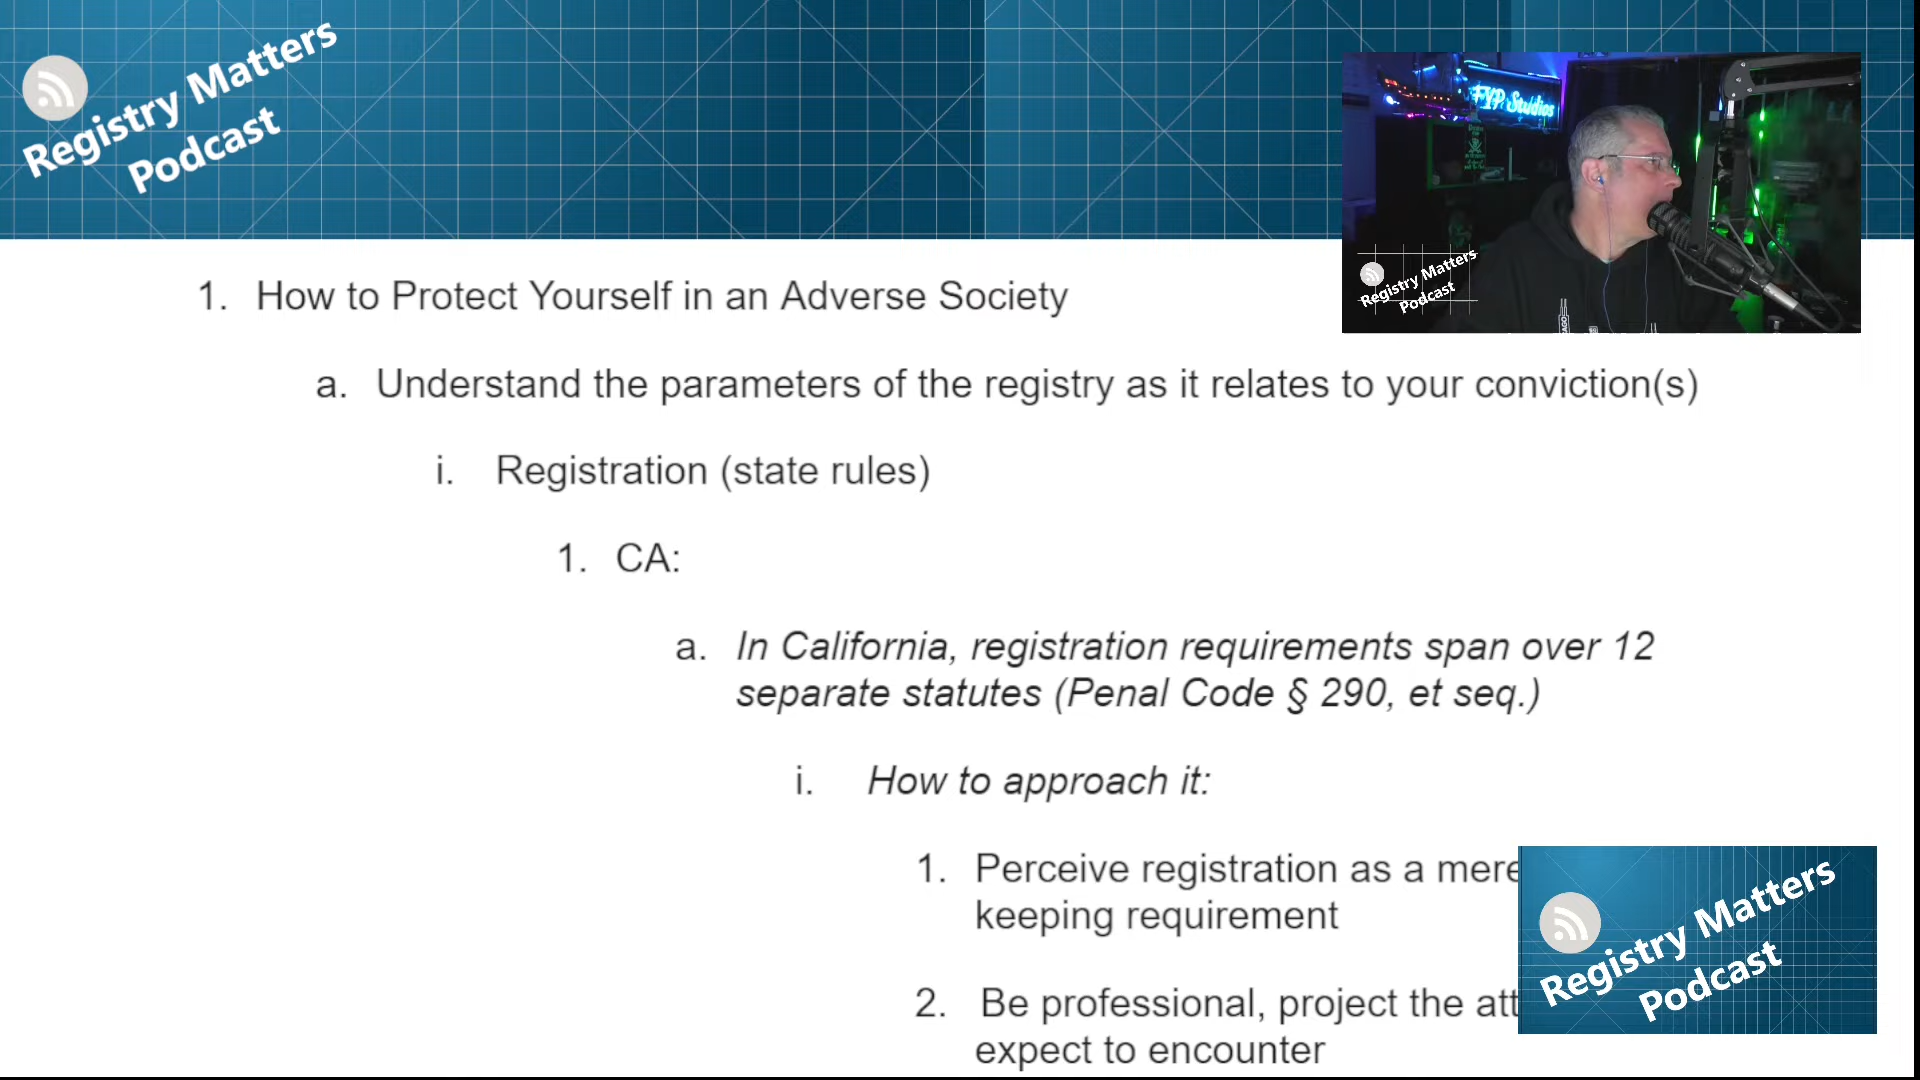 Registry Matters
Podcast
FYP Studios
Registry Matters
Podcast
1. How to Protect Yourself in an Adverse Society
a. Understand the parameters of the registry as it relates to your conviction(s)
i. Registration (state rules)
1. CA:
a. In California, registration requirements span over 12
separate statutes (Penal Code § 290, et seq.)
i. How to approach it:
1. Perceive registration as a mere
keeping requirement
2. Be professional, project the att
expect to encounter
Registry Matters
Podcast